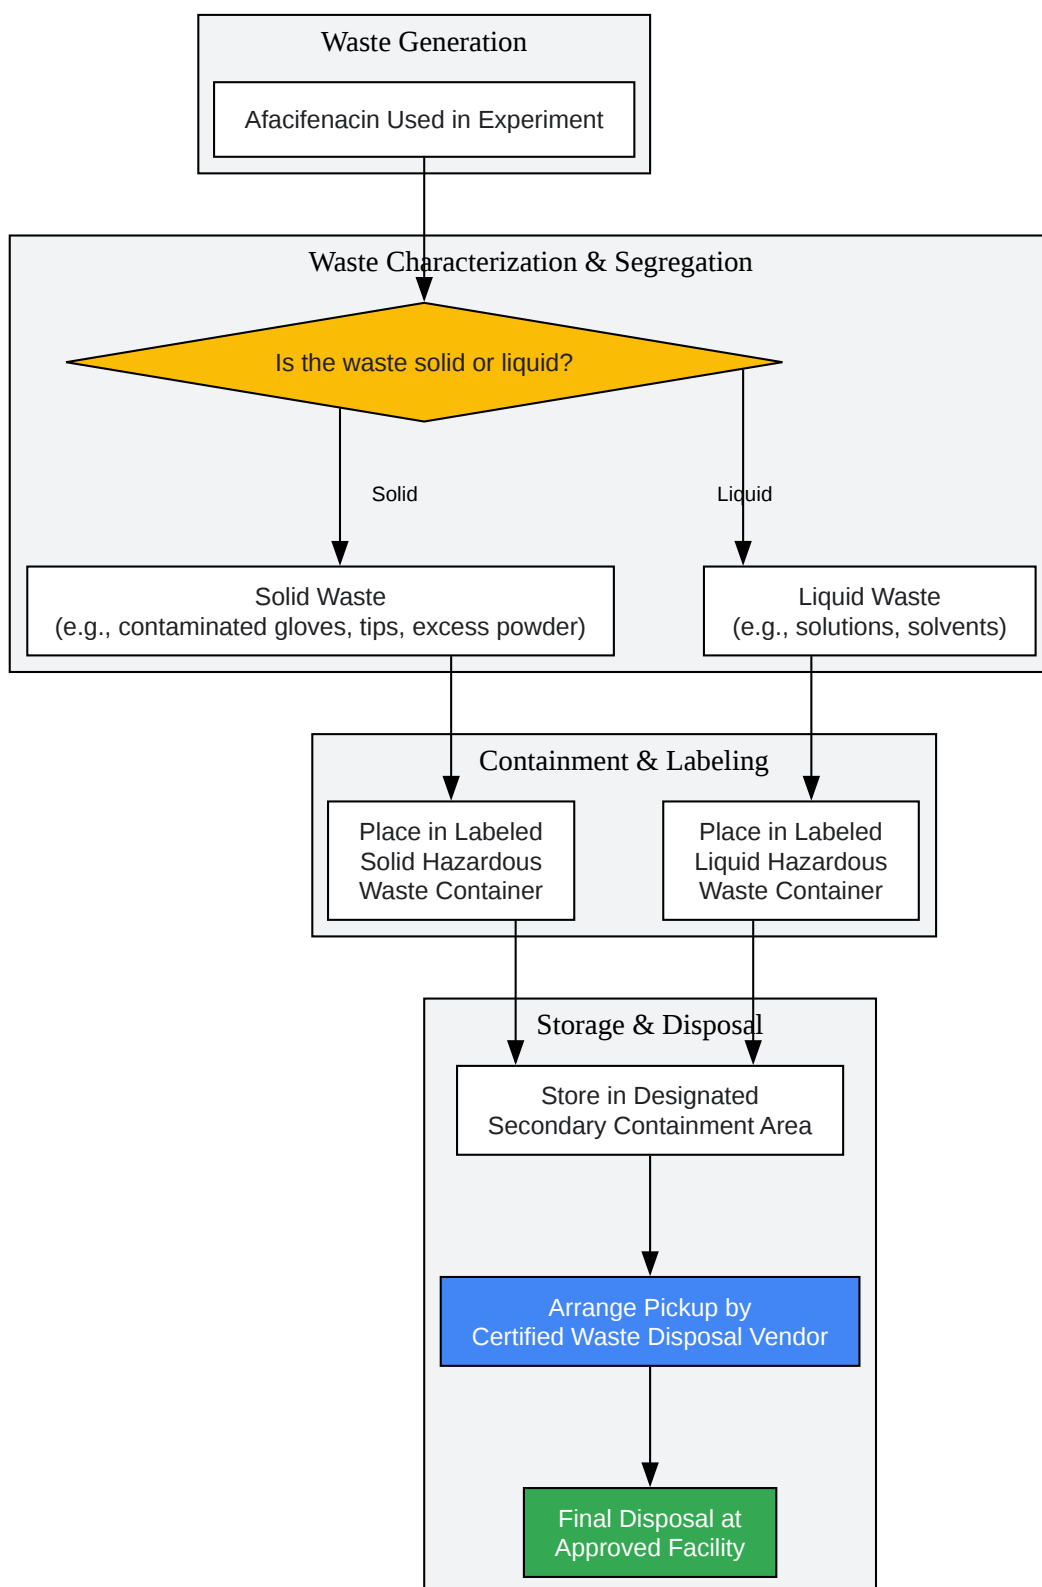 Waste Generation
Afacifenacin Used in Experiment
Waste Characterization & Segregation
Is the waste solid or liquid?
Solid
Liquid
Solid Waste
(e.g., contaminated gloves, tips, excess powder)
Liquid Waste
(e.g., solutions, solvents)
Containment & Labeling
Place in Labeled
Solid Hazardous
Waste Container
Place in Labeled
Liquid Hazardous
Waste Container
Storage & Disposal
Store in Designated
Secondary Containment Area
Arrange Pickup by
Certified Waste Disposal Vendor
Final Disposal at
Approved Facility